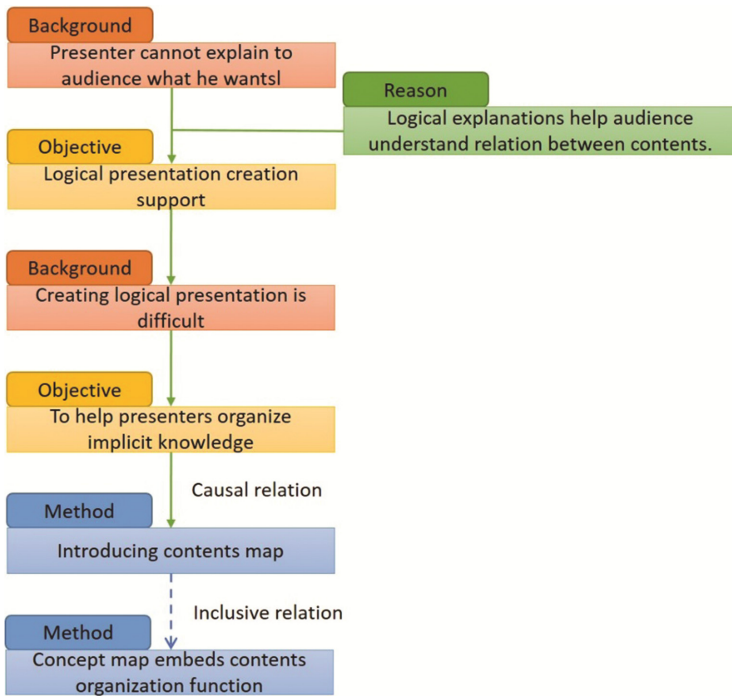 Background
Presenter cannot explain to
audience what he wantsl
Reason
Logical explanations help audience
understand relation between contents.
Objective
Logical presentation creation
support
Background
Creating logical presentation is
difficult
Objective
To help presenters organize
implicit knowledge
Causal relation
Method
Introducing contents map
Inclusive relation
Method
Concept map embeds contents
organization function